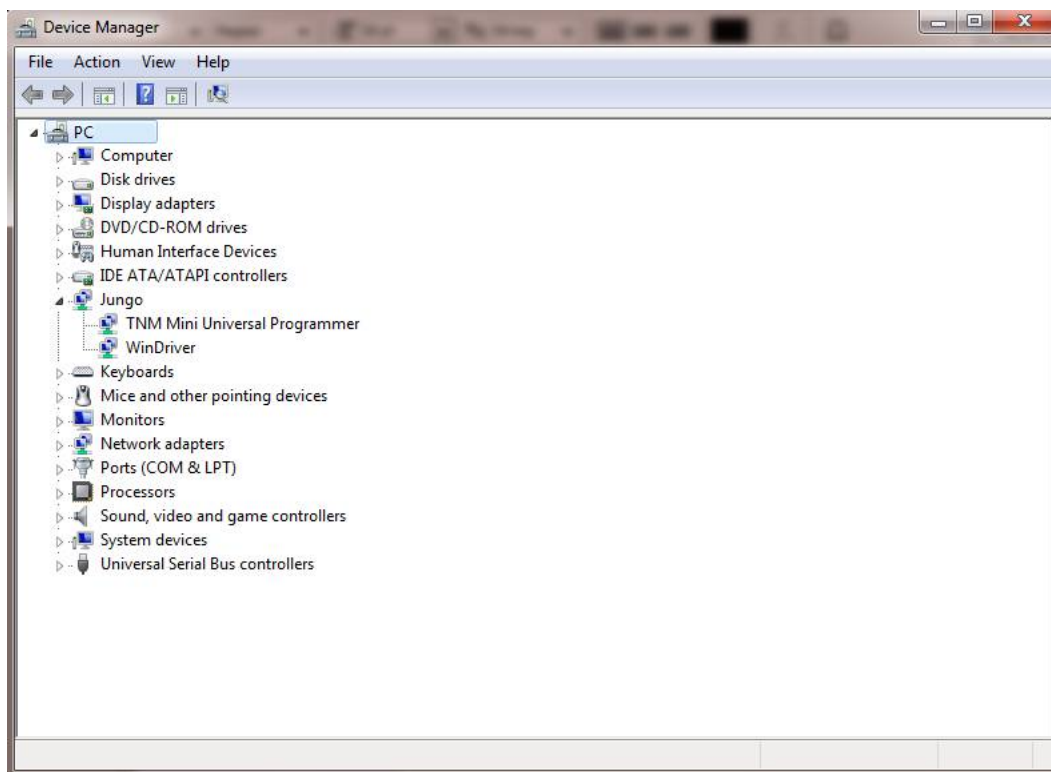 Device Manager
File Action View Help
PC
Computer
Disk drives
Display adapters
DVD/CD-ROM drives
Human Interface Devices
IDE ATA/ATAPI controllers
Jungo
TNM Mini Universal Programmer
WinDriver
Keyboards
Mice and other pointing devices
Monitors
Network adapters
Ports (COM & LPT)
Processors
Sound, video and game controllers
System devices
Universal Serial Bus controllers